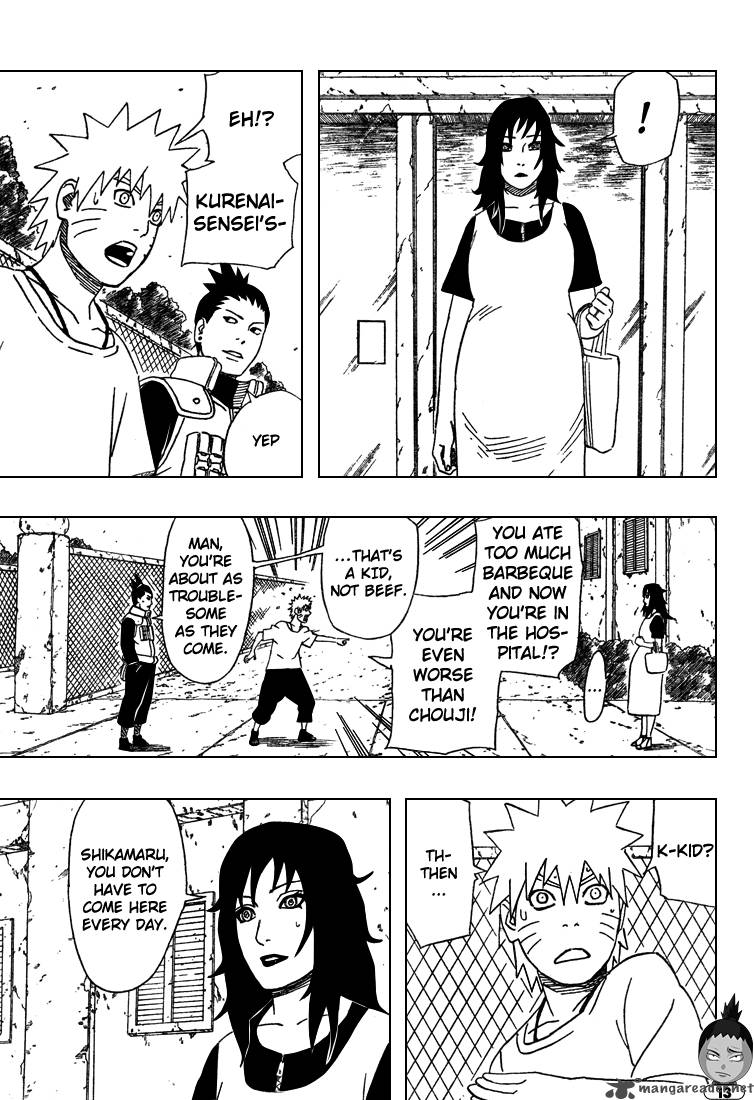 !
EH!?
KURENAI-
SENSEI'S-
YEP
YOU ATE
TOO MUCH
BARBEQUE
AND NOW
YOU'RE IN
THE HOS-
PITAL!?
...
YOU'RE
EVEN
WORSE
THAN
CHOUJI!
...THAT'S
A KID,
NOT BEEF.
MAN,
YOU'RE
ABOUT AS
TROUBLE-
SOME
AS THEY
COME.
K-KID?
TH-
THEN
...
SHIKAMARU,
YOU DON'T
HAVE TO
COME HERE
EVERY DAY.
13
mangareader.net